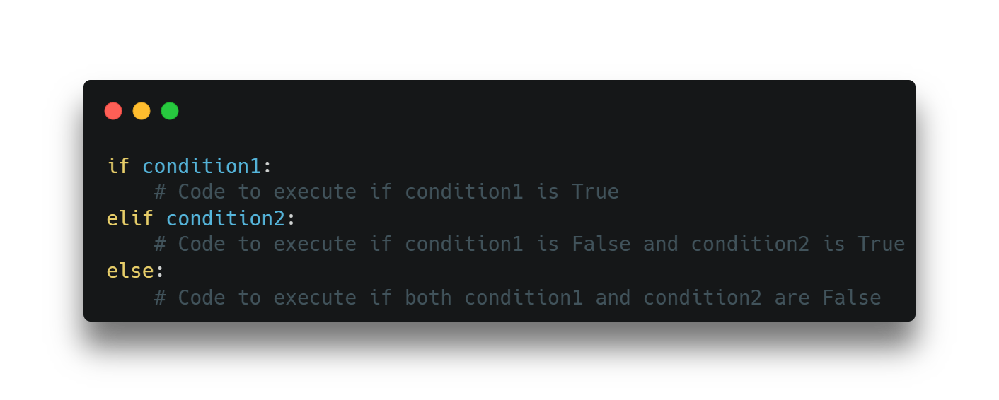 if condition1:
    # Code to execute if condition1 is True
elif condition2:
    # Code to execute if condition1 is False and condition2 is True
else:
    # Code to execute if both condition1 and condition2 are False